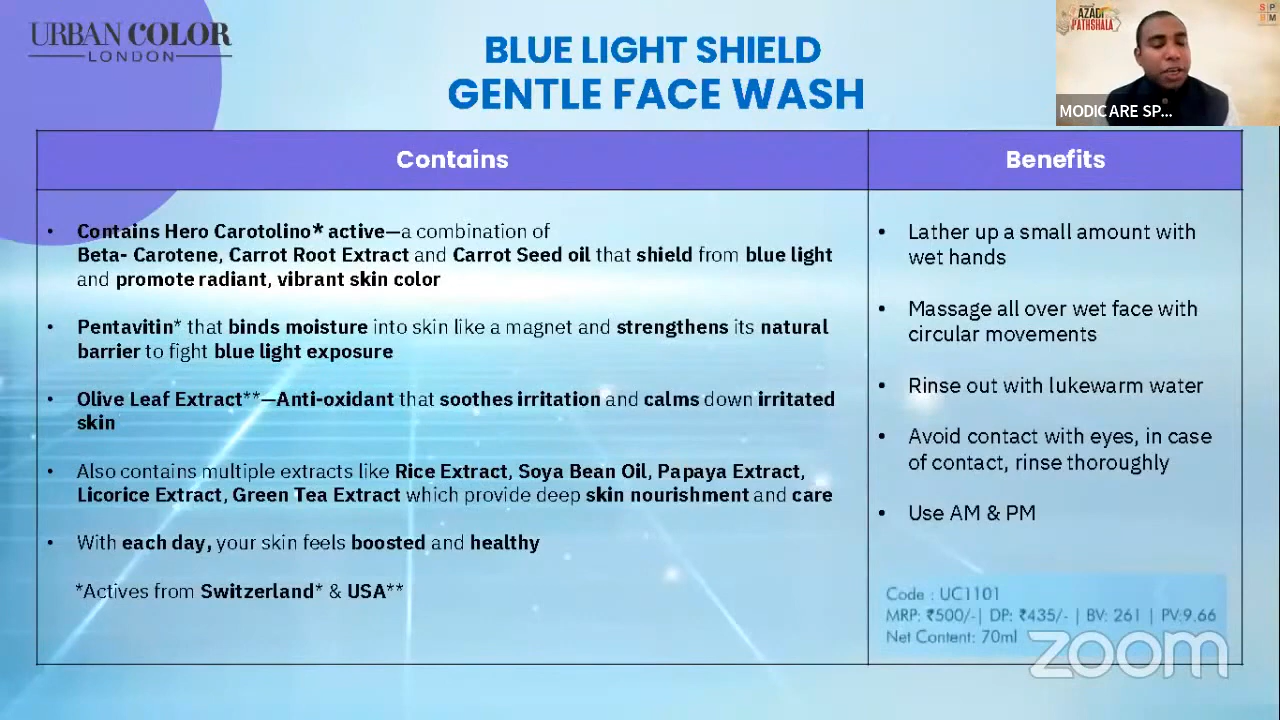 URBAN COLOR
LONDON
BLUE LIGHT SHIELD
GENTLE FACE WASH
AZADI
PATHSHALA
S P
B M
MODICARE SP...
Contains
Benefits
• Contains Hero Carotolino* active—a combination of
Beta- Carotene, Carrot Root Extract and Carrot Seed oil that shield from blue light
and promote radiant, vibrant skin color
• Pentavitin* that binds moisture into skin like a magnet and strengthens its natural
barrier to fight blue light exposure
• Olive Leaf Extract**—Anti-oxidant that soothes irritation and calms down irritated
skin
• Also contains multiple extracts like Rice Extract, Soya Bean Oil, Papaya Extract,
Licorice Extract, Green Tea Extract which provide deep skin nourishment and care
• With each day, your skin feels boosted and healthy
*Actives from Switzerland* & USA**
• Lather up a small amount with
wet hands
• Massage all over wet face with
circular movements
• Rinse out with lukewarm water
• Avoid contact with eyes, in case
of contact, rinse thoroughly
• Use AM & PM
Code : UC1101
MRP: ₹500/-| DP: ₹435/- | BV: 261 | PV:9.66
Net Content: 70ml
zoom